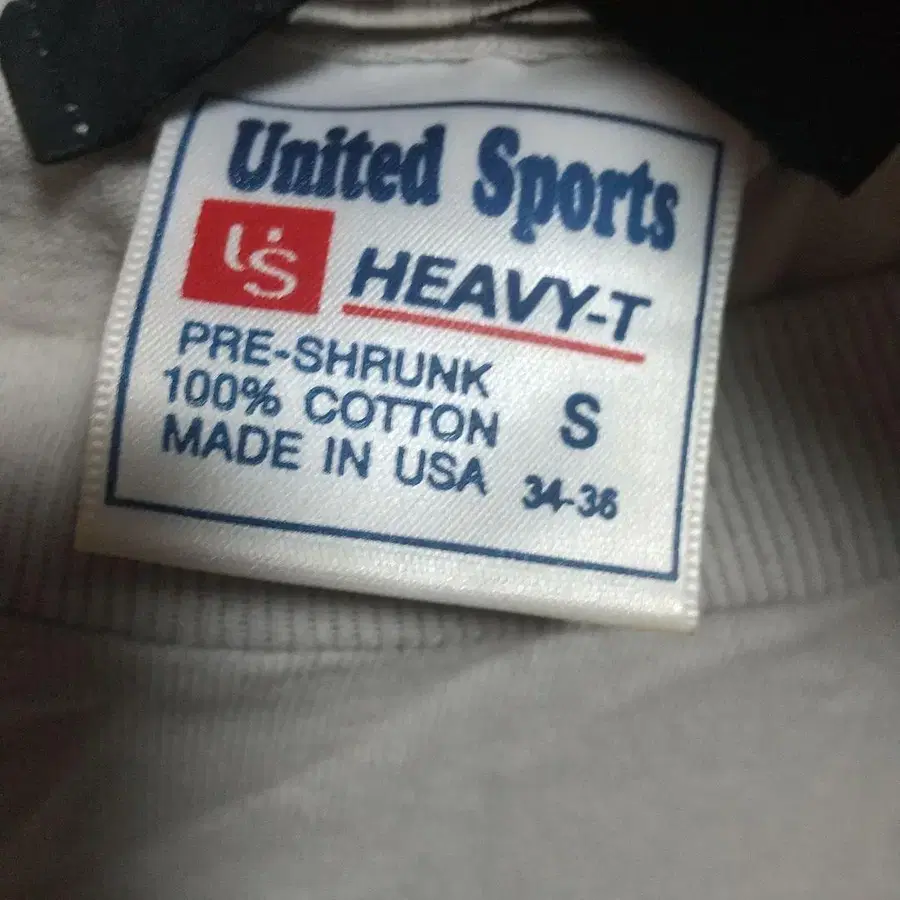 United Sports
US
HEAVY-T
PRE-SHRUNK
100% COTTON
MADE IN USA
S
34-36